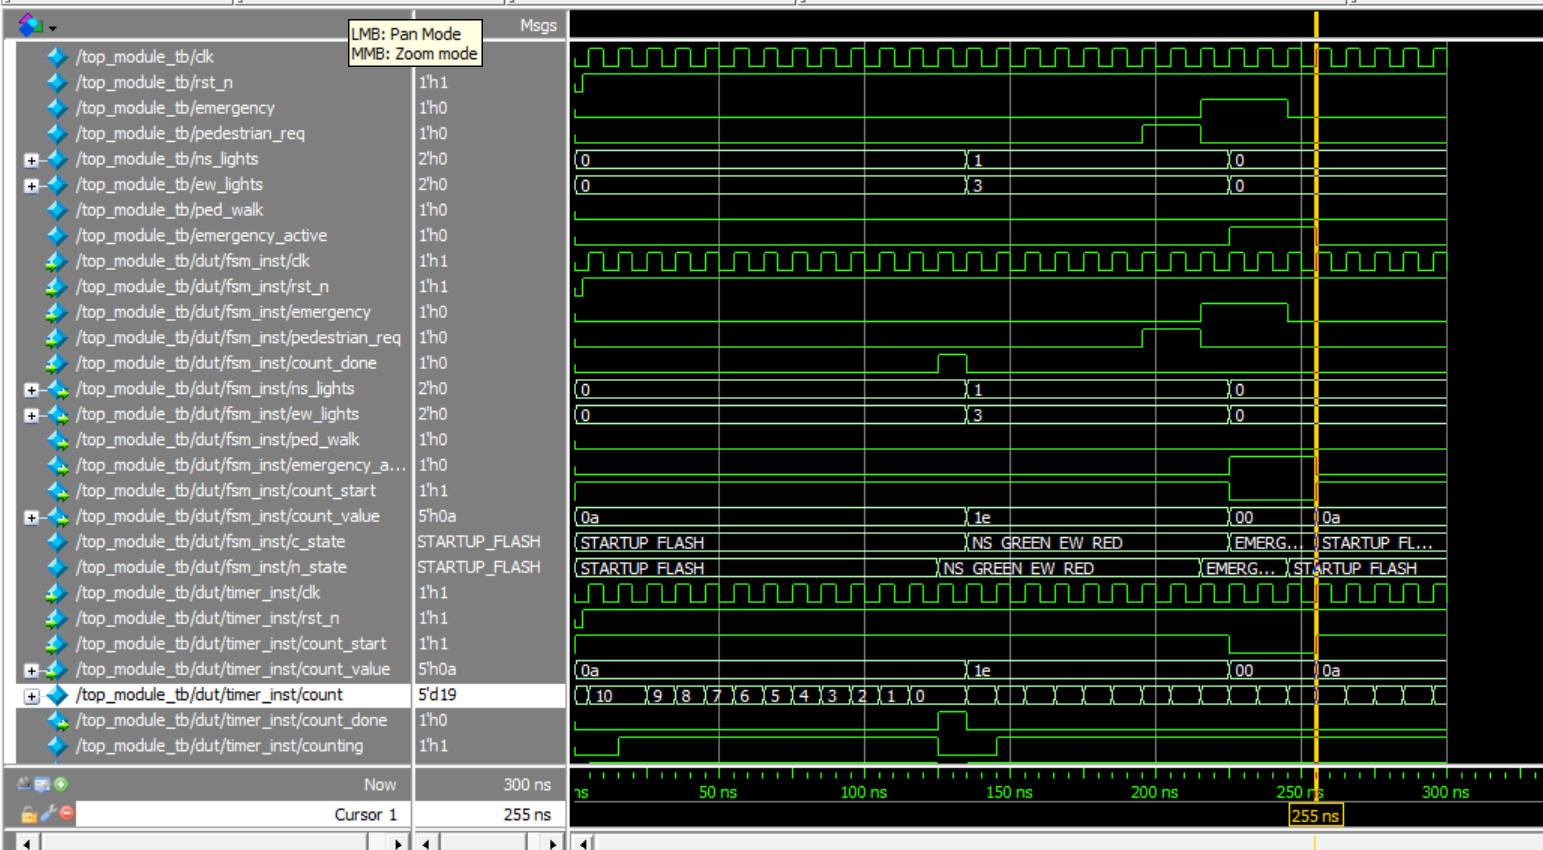 Msgs
LMB: Pan Mode
MMB: Zoom mode
/top_module_tb/clk
/top_module_tb/rst_n 1'h1
/top_module_tb/emergency 1'h0
/top_module_tb/pedestrian_req 1'h0
/top_module_tb/ns_lights 2'h0 0 1 0
/top_module_tb/ew_lights 2'h0 0 3 0
/top_module_tb/ped_walk 1'h0
/top_module_tb/emergency_active 1'h0
/top_module_tb/dut/fsm_inst/clk 1'h1
/top_module_tb/dut/fsm_inst/rst_n 1'h1
/top_module_tb/dut/fsm_inst/emergency 1'h0
/top_module_tb/dut/fsm_inst/pedestrian_req 1'h0
/top_module_tb/dut/fsm_inst/count_done 1'h0
/top_module_tb/dut/fsm_inst/ns_lights 2'h0 0 1 0
/top_module_tb/dut/fsm_inst/ew_lights 2'h0 0 3 0
/top_module_tb/dut/fsm_inst/ped_walk 1'h0
/top_module_tb/dut/fsm_inst/emergency_a... 1'h0
/top_module_tb/dut/fsm_inst/count_start 1'h1
/top_module_tb/dut/fsm_inst/count_value 5'h0a 0a 1e 00 0a
/top_module_tb/dut/fsm_inst/c_state STARTUP_FLASH STARTUP_FLASH NS_GREEN_EW_RED EMERG... STARTUP_FL...
/top_module_tb/dut/fsm_inst/n_state STARTUP_FLASH STARTUP_FLASH NS_GREEN_EW_RED EMERG... STARTUP_FLASH
/top_module_tb/dut/timer_inst/clk 1'h1
/top_module_tb/dut/timer_inst/rst_n 1'h1
/top_module_tb/dut/timer_inst/count_start 1'h1
/top_module_tb/dut/timer_inst/count_value 5'h0a 0a 1e 00 0a
/top_module_tb/dut/timer_inst/count 5'd19 10 9 8 7 6 5 4 3 2 1 0
/top_module_tb/dut/timer_inst/count_done 1'h0
/top_module_tb/dut/timer_inst/counting 1'h1
Now 300 ns ns 50 ns 100 ns 150 ns 200 ns 250 ns 300 ns
Cursor 1 255 ns 255 ns